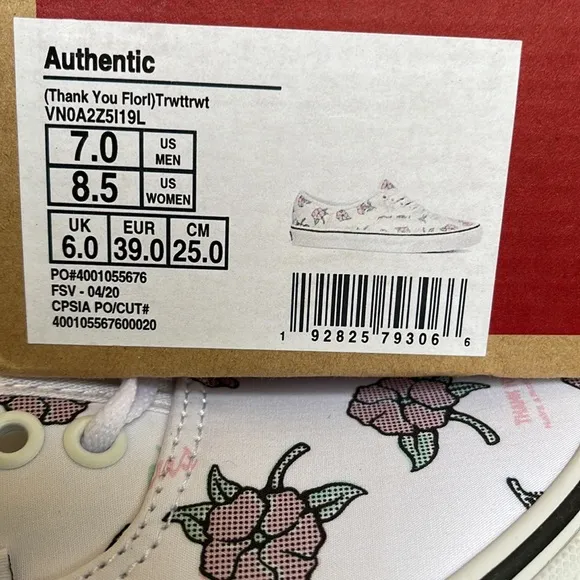 Authentic
(Thank You Florl)Trwttrwt
VN0A2Z5I19L
7.0 US MEN
8.5 US WOMEN
UK 6.0 EUR 39.0 CM 25.0
PO#4001055676
FSV - 04/20
CPSIA PO/CUT#
400105567600020
1 92825 79306 6